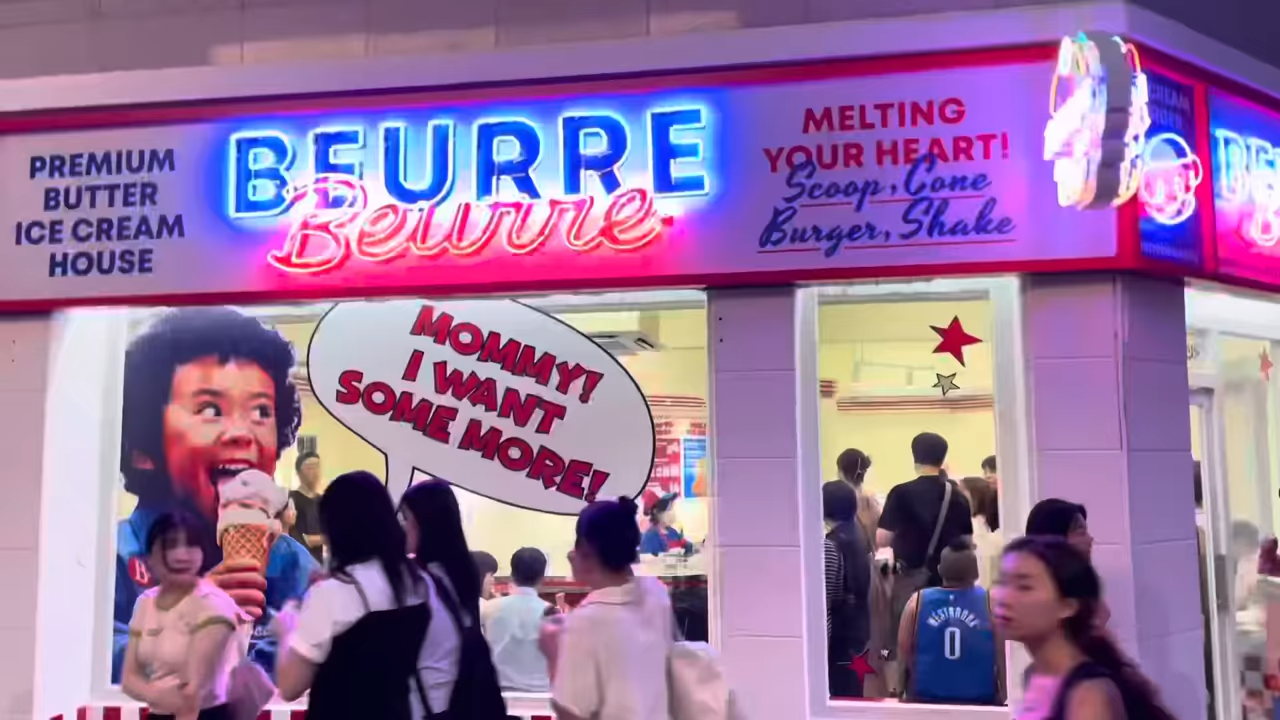 PREMIUM
BUTTER
ICE CREAM
HOUSE
BEURRE
Beurre
MELTING
YOUR HEART!
Scoop, Cone
Burger, Shake
MOMMY!
I WANT
SOME MORE!
WESTBROOK
0